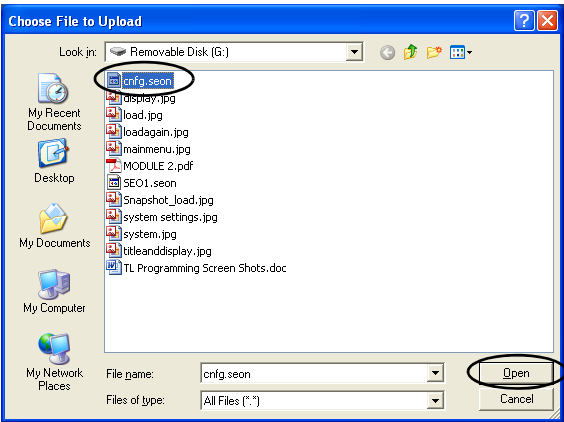 Choose File to Upload
Look in:
Removable Disk (G:)
cnfg.seon
display.jpg
load.jpg
loadagain.jpg
mainmenu.jpg
MODULE 2.pdf
SEO1.seon
Snapshot_load.jpg
system settings.jpg
system.jpg
titleanddisplay.jpg
TL Programming Screen Shots.doc
My Recent
Documents
Desktop
My Documents
My Computer
My Network
Places
File name:
cnfg.seon
Open
Files of type:
All Files (*.*)
Cancel